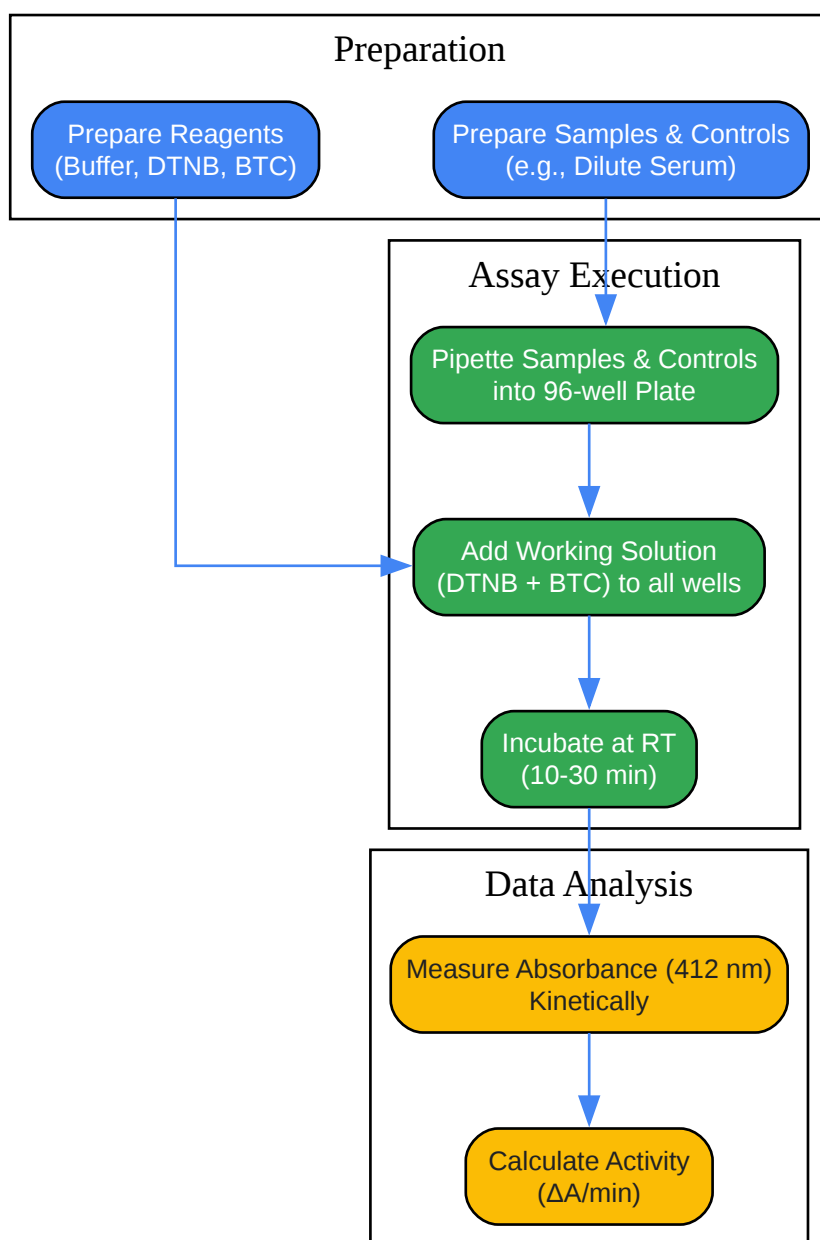 Preparation
Prepare Reagents
(Buffer, DTNB, BTC)
Prepare Samples & Controls
(e.g., Dilute Serum)
Assay Execution
Pipette Samples & Controls
into 96-well Plate
Add Working Solution
(DTNB + BTC) to all wells
Incubate at RT
(10-30 min)
Data Analysis
Measure Absorbance (412 nm)
Kinetically
Calculate Activity
(ΔA/min)